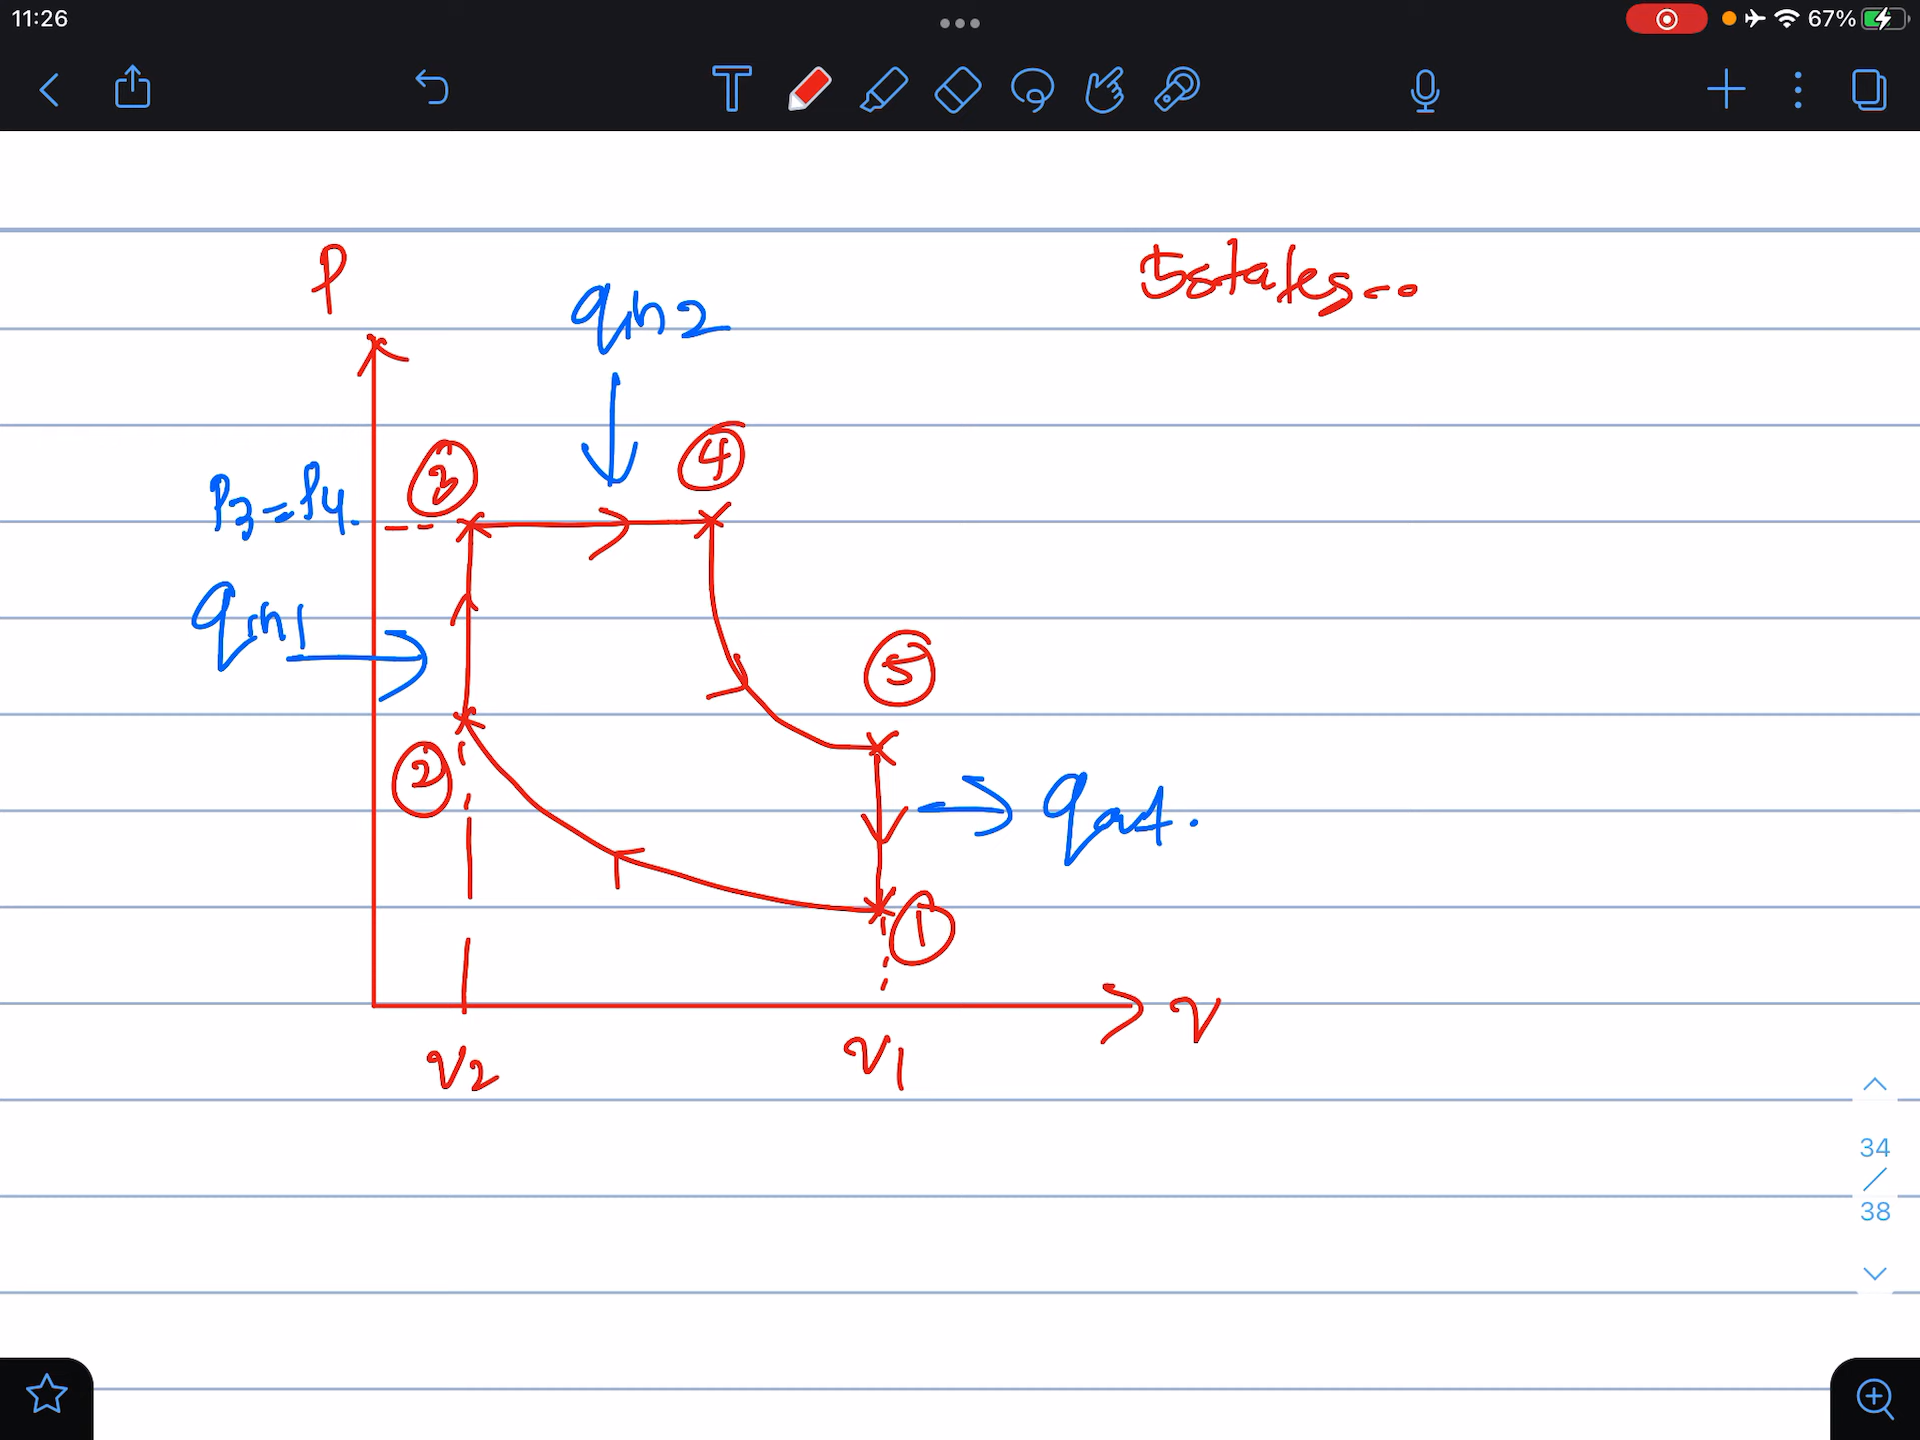 11:26
67%
P
5states...
qin2
3
4
P3=P4.
qin1
5
2
qout.
1
v
v2
v1
34
/
38